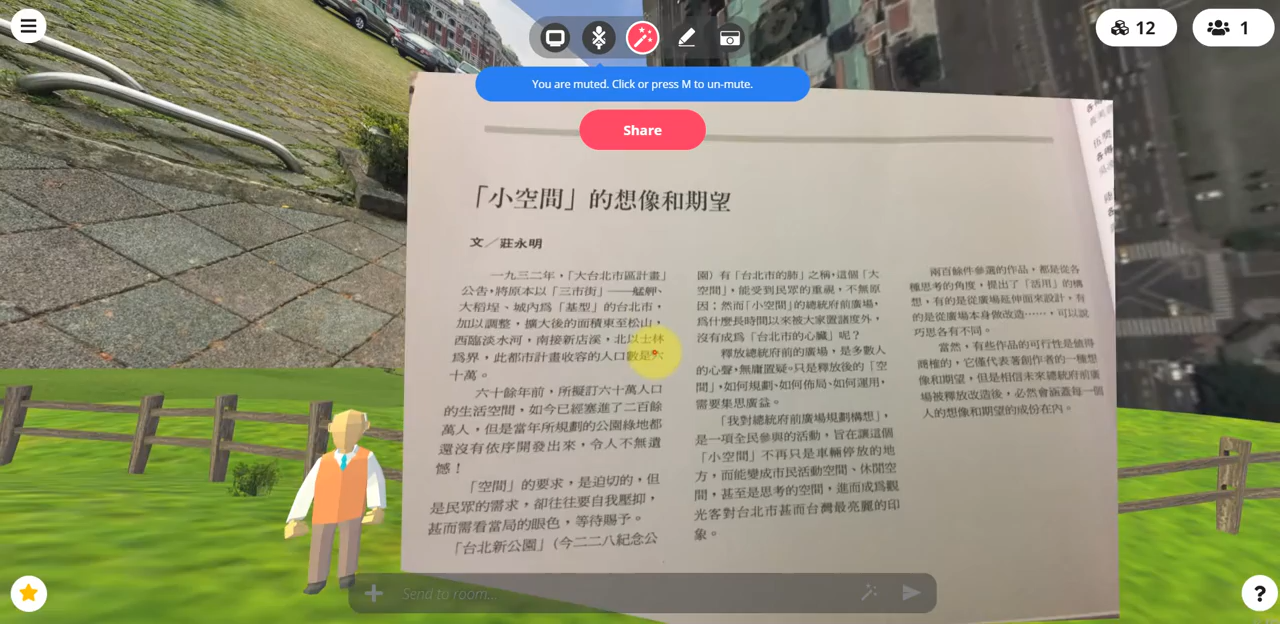 12
1
You are muted. Click or press M to un-mute.
Share
「小空間」的想像和期望
文／莊永明
一九三二年，「大台北市區計畫」
公告，將原本以「三市街」——艋舺、
大稻埕、城內為「基型」的台北市，
加以調整，擴大後的面積東至松山，
西臨淡水河，南接新店溪，北以士林
為界，此都市計畫收容的人口數是六
十萬。
六十餘年前，所擬訂六十萬人口
的生活空間，如今已經塞進了二百餘
萬人，但是當年所規劃的公園綠地都
還沒有依序開發出來，令人不無遺
憾！
「空間」的要求，是迫切的，但
是民眾的需求，卻往往要自我壓抑，
甚而需看當局的眼色，等待賜予。
「台北新公園」(今二二八紀念公
園）有「台北市的肺」之稱，這個「大
空間」，能受到民眾的重視，不無原
因；然而「小空間」的總統府前廣場，
為什麼長時間以來被大家置諸度外，
沒有成為「台北市的心臟」呢？
釋放總統府前的廣場，是多數人
的心聲，無庸置疑。只是釋放後的「空
間」，如何規劃、如何佈局、如何運用，
需要集思廣益。
「我對總統府前廣場規劃構想」，
是一項全民參與的活動，旨在讓這個
「小空間」不再只是車輛停放的地
方，而能變成市民活動空間、休閒空
間，甚至是思考的空間，進而成為觀
光客對台北市甚而台灣最亮麗的印
象。
兩百餘件參選的作品，都是從各
種思考的角度，提出了「活用」的構
想，有的是從廣場延伸面來設計，有
的是從廣場本身做改造……，可以說
巧思各有不同。
當然，有些作品的可行性是值得
商榷的，它僅代表著創作者的一種想
像和期望，但是相信未來總統府前廣
場被釋放改造後，必然會涵蓋每一個
人的想像和期望的成份在內。
Send to room...
?